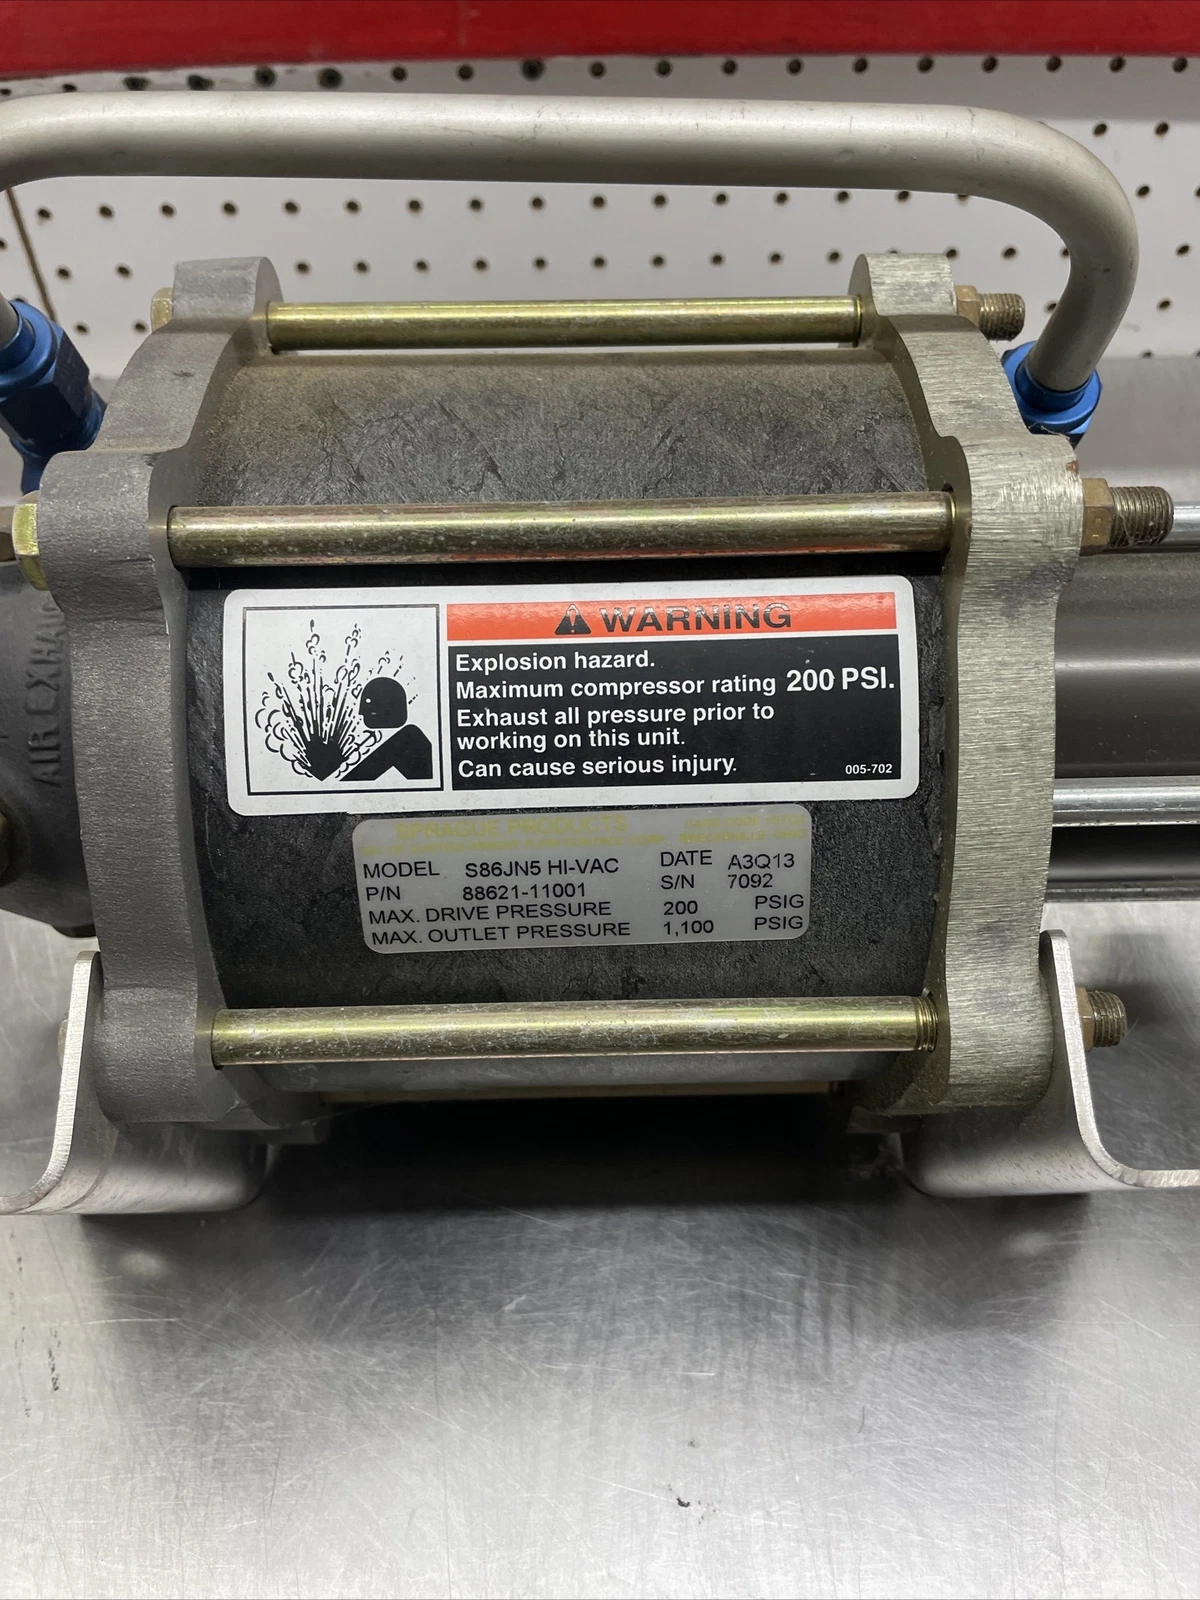 WARNING
Explosion hazard.
Maximum compressor rating 200 PSI.
Exhaust all pressure prior to
working on this unit.
Can cause serious injury.
005-702
SPRAGUE PRODUCTS
MODEL S86JN5 HI-VAC DATE A3Q13
P/N 88621-11001 S/N 7092
MAX. DRIVE PRESSURE 200 PSIG
MAX. OUTLET PRESSURE 1,100 PSIG
AIR EXHA